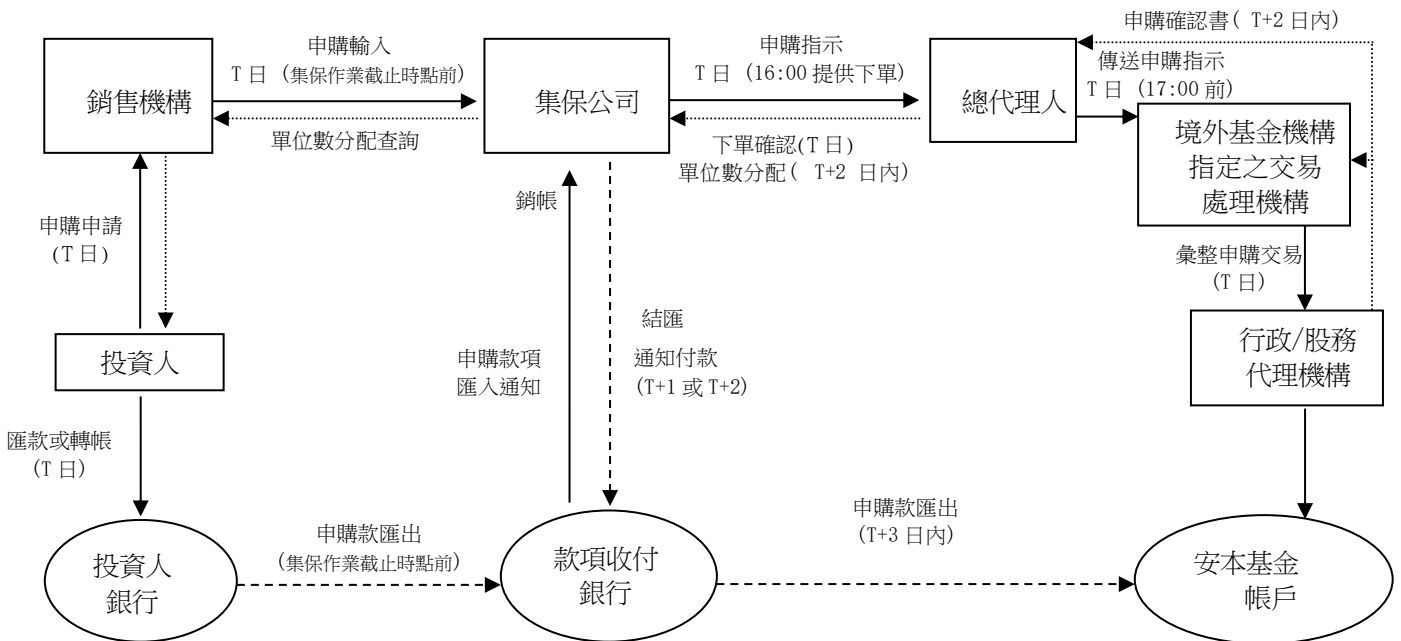 申購確認書( T+2 日內)
申購輸入
T 日 (集保作業截止時點前)
申購指示
T 日 (16:00 提供下單)
傳送申購指示
T 日 (17:00 前)
銷售機構
集保公司
總代理人
單位數分配查詢
下單確認(T 日)
單位數分配( T+2 日內)
境外基金機構
指定之交易
處理機構
銷帳
申購申請
(T 日)
彙整申購交易
(T 日)
結匯
投資人
申購款項
匯入通知
通知付款
(T+1 或 T+2)
行政/股務
代理機構
匯款或轉帳
(T 日)
申購款匯出
(集保作業截止時點前)
申購款匯出
(T+3 日內)
投資人
銀行
款項收付
銀行
安本基金
帳戶